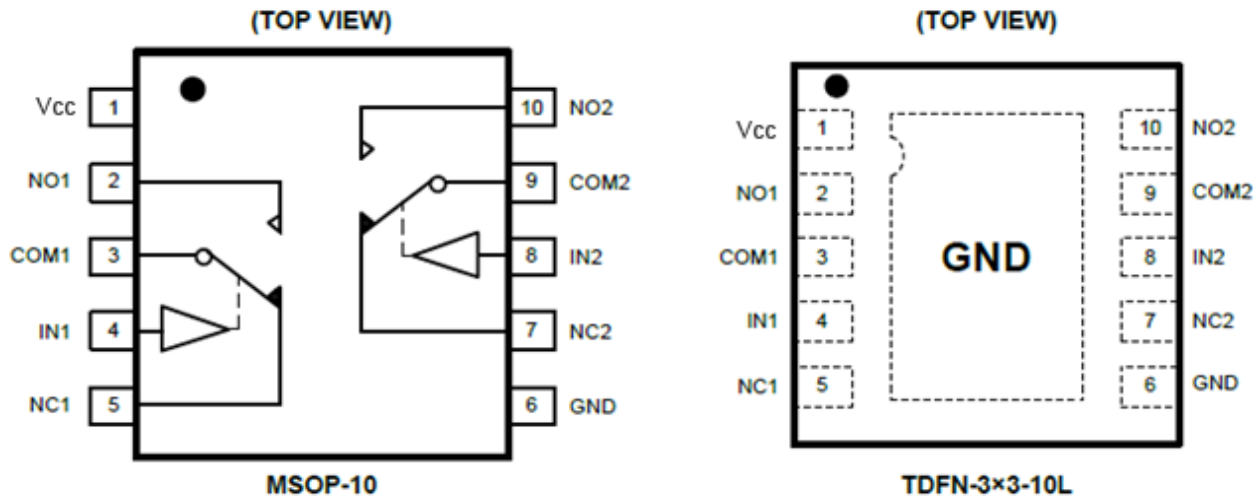 (TOP VIEW)
Vcc 1 10 NO2
NO1 2 9 COM2
COM1 3 8 IN2
IN1 4 7 NC2
NC1 5 6 GND
MSOP-10
(TOP VIEW)
Vcc 1 10 NO2
NO1 2 9 COM2
COM1 3 GND 8 IN2
IN1 4 7 NC2
NC1 5 6 GND
TDFN-3×3-10L